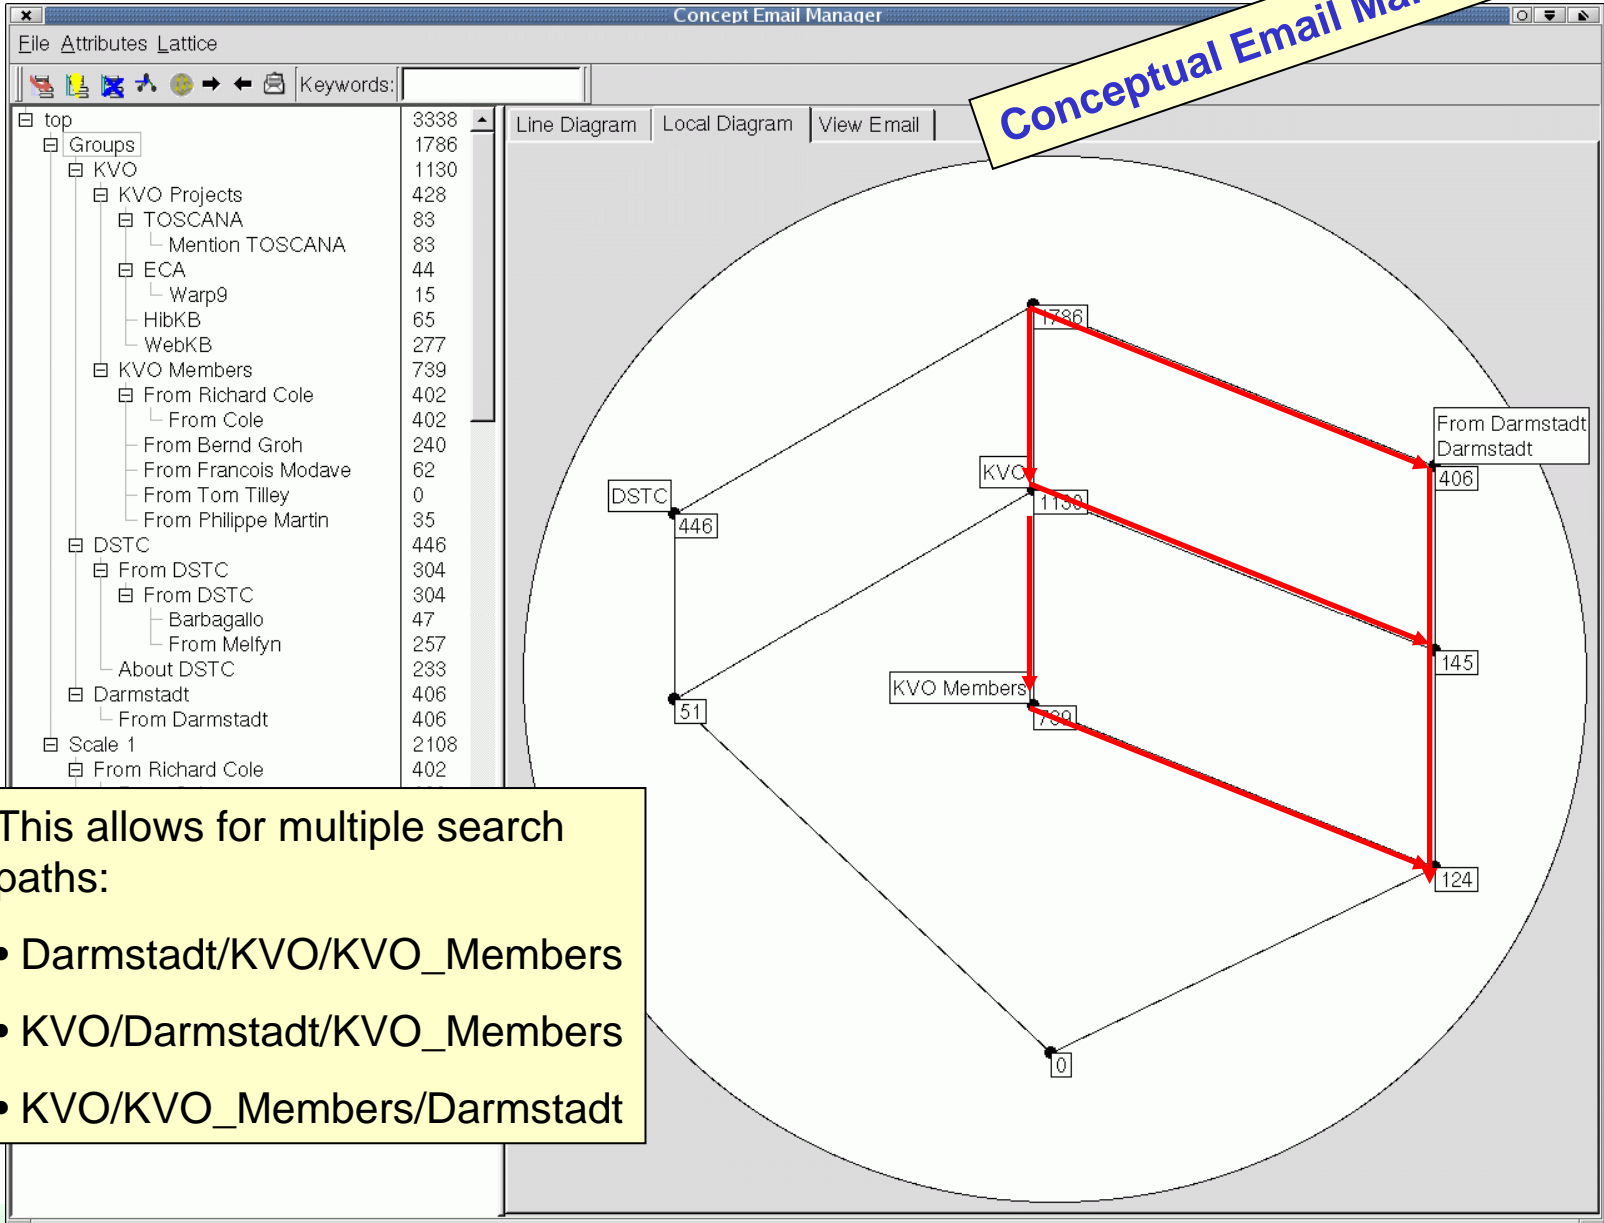 Concept Email Manager
Conceptual Email
File Attributes Lattice
Keywords:
top 3338
Groups 1786
KVO 1130
KVO Projects 428
TOSCANA 83
Mention TOSCANA 83
ECA 44
Warp9 15
HibKB 65
WebKB 277
KVO Members 739
From Richard Cole 402
From Cole 402
From Bernd Groh 240
From Francois Modave 62
From Tom Tilley 0
From Philippe Martin 35
DSTC 446
From DSTC 304
From DSTC 304
Barbagallo 47
From Melfyn 257
About DSTC 233
Darmstadt 406
From Darmstadt 406
Scale 1 2108
From Richard Cole 402
Line Diagram Local Diagram View Email
1786
From Darmstadt
Darmstadt
406
KVO
1130
DSTC
446
145
KVO Members
739
51
124
0
This allows for multiple search
paths:
• Darmstadt/KVO/KVO_Members
• KVO/Darmstadt/KVO_Members
• KVO/KVO_Members/Darmstadt